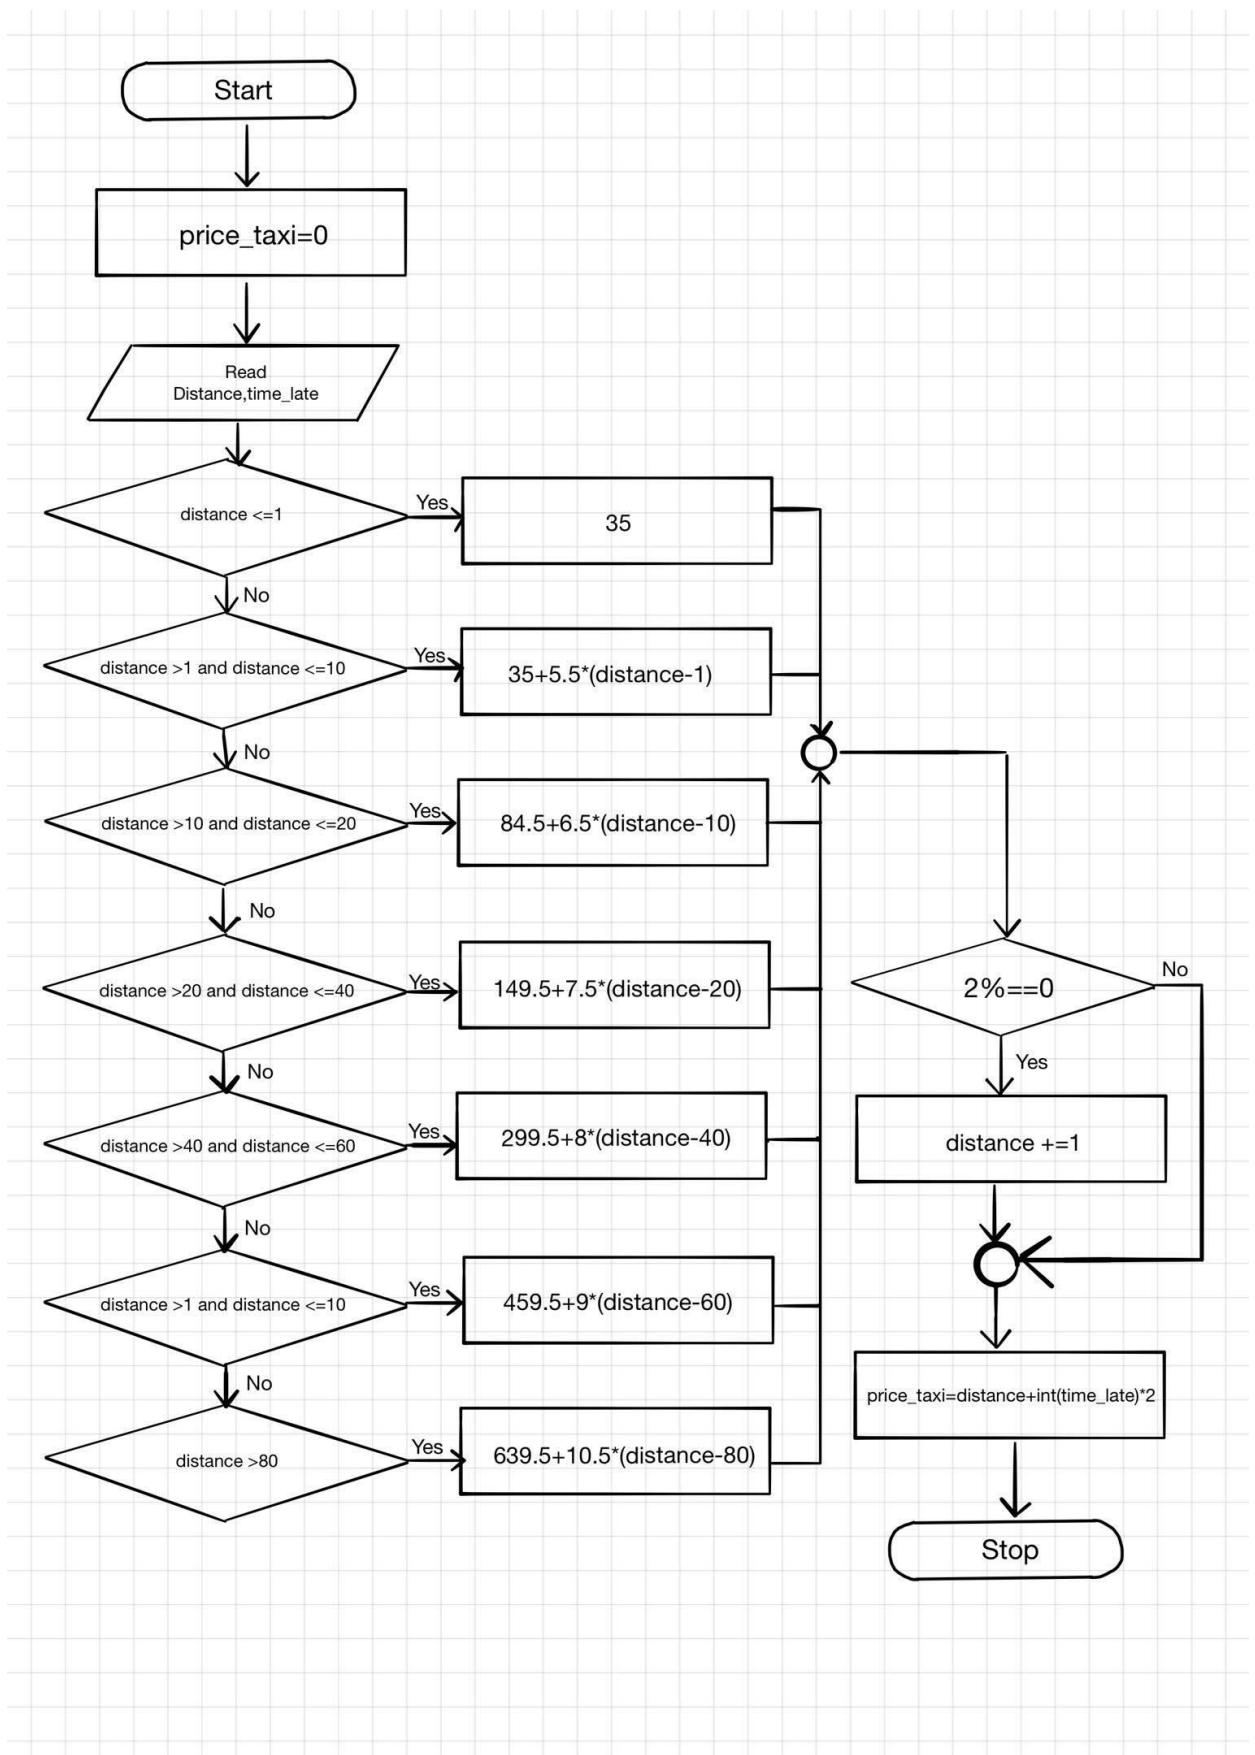 Start
price_taxi=0
Read
Distance,time_late
distance <=1
Yes
35
No
distance >1 and distance <=10
Yes
35+5.5*(distance-1)
No
distance >10 and distance <=20
Yes
84.5+6.5*(distance-10)
No
distance >20 and distance <=40
Yes
149.5+7.5*(distance-20)
No
distance >40 and distance <=60
Yes
299.5+8*(distance-40)
No
distance >1 and distance <=10
Yes
459.5+9*(distance-60)
No
distance >80
Yes
639.5+10.5*(distance-80)
2%==0
No
Yes
distance +=1
price_taxi=distance+int(time_late)*2
Stop